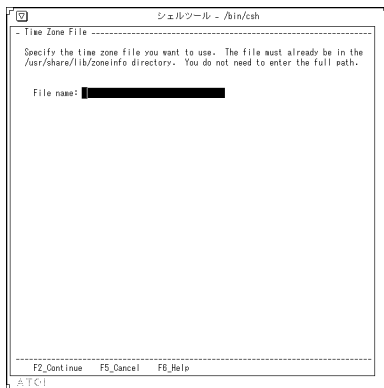 シェルツール - /bin/csh
- Time Zone File -
Specify the time zone file you want to use. The file must already be in the
/usr/share/lib/zoneinfo directory. You do not need to enter the full path.
File name:
F2_Continue F5_Cancel F6_Help